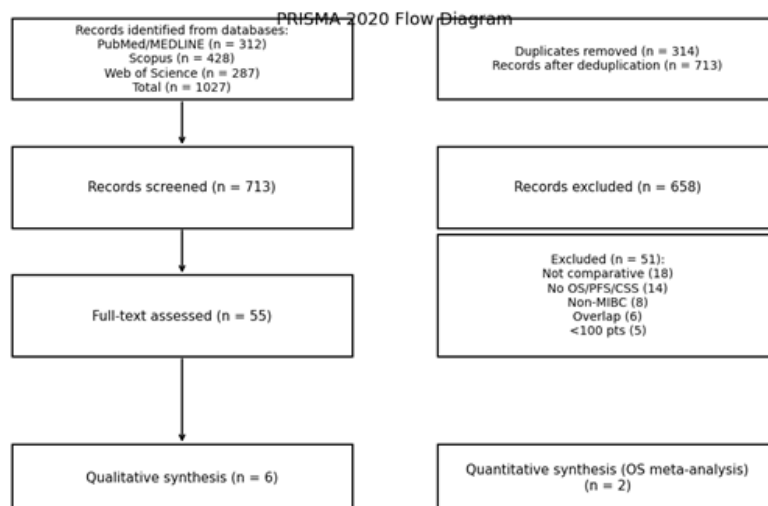 PRISMA 2020 Flow Diagram
Records identified from databases:
PubMed/MEDLINE (n = 312)
Scopus (n = 428)
Web of Science (n = 287)
Total (n = 1027)
Duplicates removed (n = 314)
Records after deduplication (n = 713)
Records screened (n = 713)
Records excluded (n = 658)
Full-text assessed (n = 55)
Excluded (n = 51):
Not comparative (18)
No OS/PFS/CSS (14)
Non-MIBC (8)
Overlap (6)
<100 pts (5)
Qualitative synthesis (n = 6)
Quantitative synthesis (OS meta-analysis)
(n = 2)